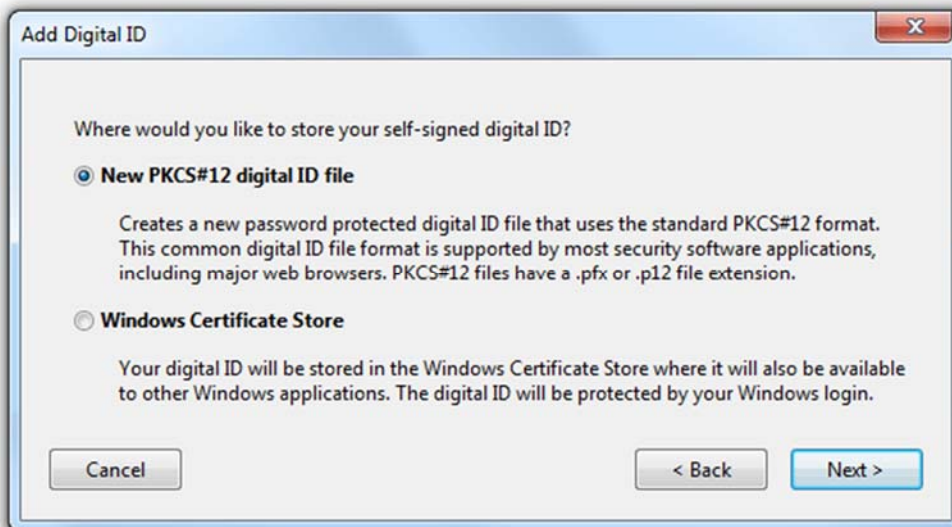 Add Digital ID
Where would you like to store your self-signed digital ID?
New PKCS#12 digital ID file
Creates a new password protected digital ID file that uses the standard PKCS#12 format.
This common digital ID file format is supported by most security software applications,
including major web browsers. PKCS#12 files have a .pfx or .p12 file extension.
Windows Certificate Store
Your digital ID will be stored in the Windows Certificate Store where it will also be available
to other Windows applications. The digital ID will be protected by your Windows login.
Cancel
< Back
Next >